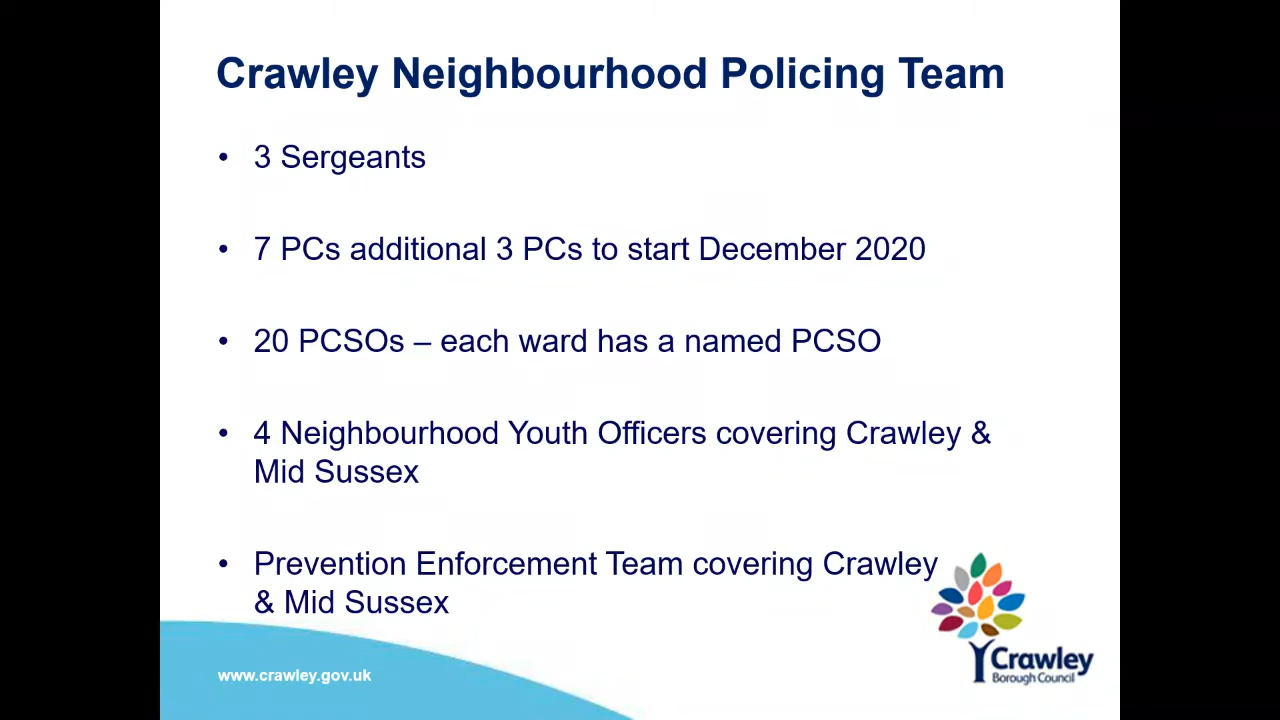 Crawley Neighbourhood Policing Team
• 3 Sergeants
• 7 PCs additional 3 PCs to start December 2020
• 20 PCSOs – each ward has a named PCSO
• 4 Neighbourhood Youth Officers covering Crawley &
Mid Sussex
• Prevention Enforcement Team covering Crawley
& Mid Sussex
www.crawley.gov.uk
Crawley
Borough Council